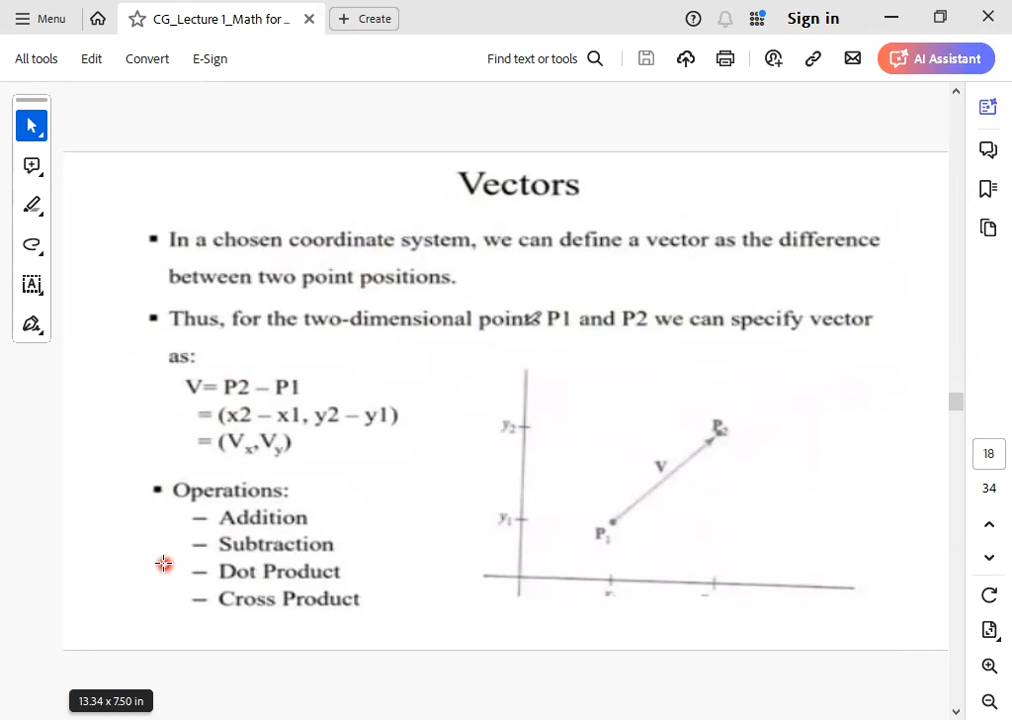 Menu
CG_Lecture 1_Math for ...
Create
Sign in
All tools
Edit
Convert
E-Sign
Find text or tools
AI Assistant
Vectors
▪ In a chosen coordinate system, we can define a vector as the difference
between two point positions.
▪ Thus, for the two-dimensional points P1 and P2 we can specify vector
as:
V= P2 – P1
= (x2 – x1, y2 – y1)
= (Vx,Vy)
▪ Operations:
– Addition
– Subtraction
– Dot Product
– Cross Product
y2
P2
V
y1
P1
18
34
13.34 x 7.50 in